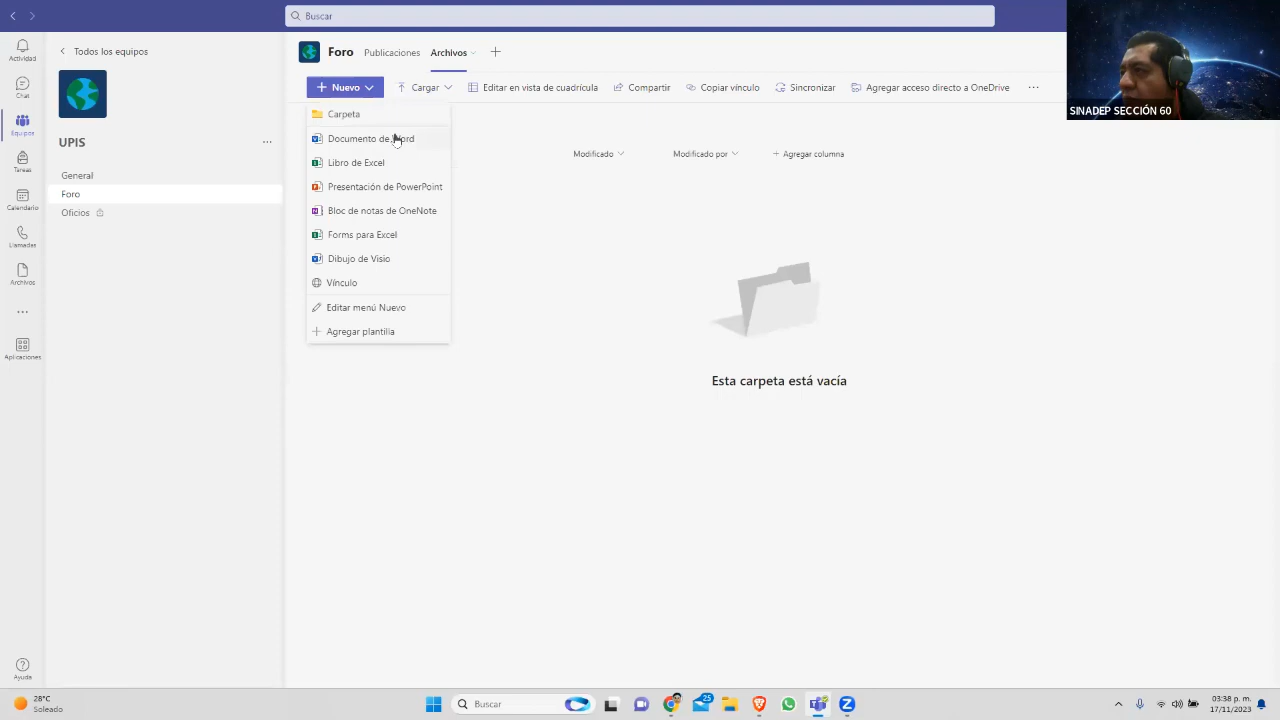 Buscar
Actividad
Chat
Equipos
Tareas
Calendario
Llamadas
Archivos
Aplicaciones
Ayuda
Todos los equipos
UPIS
General
Foro
Oficios
Foro Publicaciones Archivos
Nuevo Cargar Editar en vista de cuadrícula Compartir Copiar vínculo Sincronizar Agregar acceso directo a OneDrive
Carpeta
Documento de Word
Libro de Excel
Presentación de PowerPoint
Bloc de notas de OneNote
Forms para Excel
Dibujo de Visio
Vínculo
Editar menú Nuevo
Agregar plantilla
Modificado Modificado por Agregar columna
Esta carpeta está vacía
SINADEP SECCIÓN 60
28°C
Soleado
Buscar
25
03:38 p. m.
17/11/2023